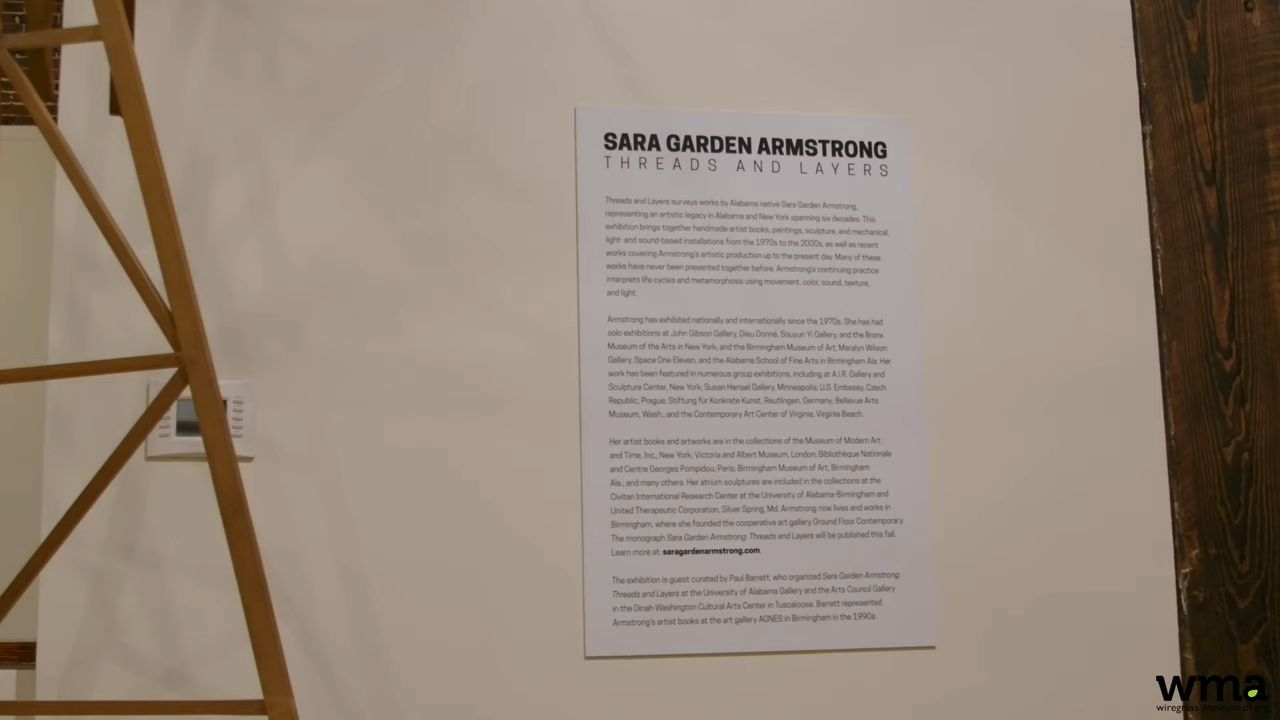 SARA GARDEN ARMSTRONG
THREADS AND LAYERS
Threads and Layers surveys works by Alabama native Sara Garden Armstrong,
representing an artistic legacy in Alabama and New York spanning six decades. This
exhibition brings together handmade artist books, paintings, sculpture, and mechanical,
light- and sound-based installations from the 1970s to the 2000s, as well as recent
works covering Armstrong's artistic production up to the present day. Many of these
works have never been presented together before. Armstrong's continuing practice
interprets life cycles and metamorphosis using movement, color, sound, texture,
and light.
Armstrong has exhibited nationally and internationally since the 1970s. She has had
solo exhibitions at John Gibson Gallery, Dieu Donné, Souyun Yi Gallery, and the Bronx
Museum of the Arts in New York; and the Birmingham Museum of Art, Maralyn Wilson
Gallery, Space One Eleven, and the Alabama School of Fine Arts in Birmingham Ala. Her
work has been featured in numerous group exhibitions, including at A.I.R. Gallery and
Sculpture Center, New York; Susan Hensel Gallery, Minneapolis; U.S. Embassy, Czech
Republic, Prague; Stiftung für Konkrete Kunst, Reutlingen, Germany; Bellevue Arts
Museum, Wash.; and the Contemporary Art Center of Virginia, Virginia Beach.
Her artist books and artworks are in the collections of the Museum of Modern Art
and Time, Inc., New York; Victoria and Albert Museum, London; Bibliothèque Nationale
and Centre Georges Pompidou, Paris; Birmingham Museum of Art, Birmingham
Ala.; and many others. Her atrium sculptures are included in the collections at the
Civitan International Research Center at the University of Alabama-Birmingham and
United Therapeutic Corporation, Silver Spring, Md. Armstrong now lives and works in
Birmingham, where she founded the cooperative art gallery Ground Floor Contemporary.
The monograph Sara Garden Armstrong: Threads and Layers will be published this fall.
Learn more at: saragardenarmstrong.com.
The exhibition is guest curated by Paul Barrett, who organized Sara Garden Armstrong:
Threads and Layers at the University of Alabama Gallery and the Arts Council Gallery
in the Dinah Washington Cultural Arts Center in Tuscaloosa. Barrett represented
Armstrong's artist books at the art gallery AGNES in Birmingham in the 1990s.
wma
wiregrass museum of art